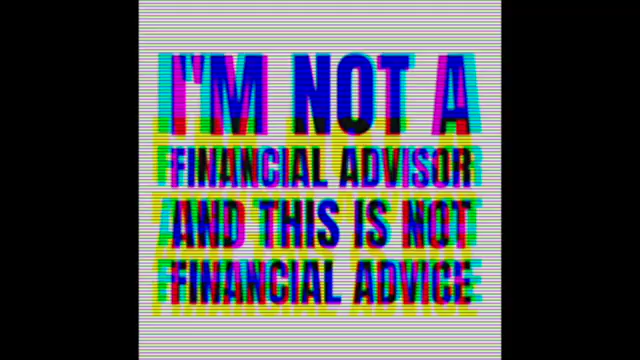 I"M NOT A
FINANCIAL ADVISOR
AND THIS IS NOT
FINANCIAL ADVICE